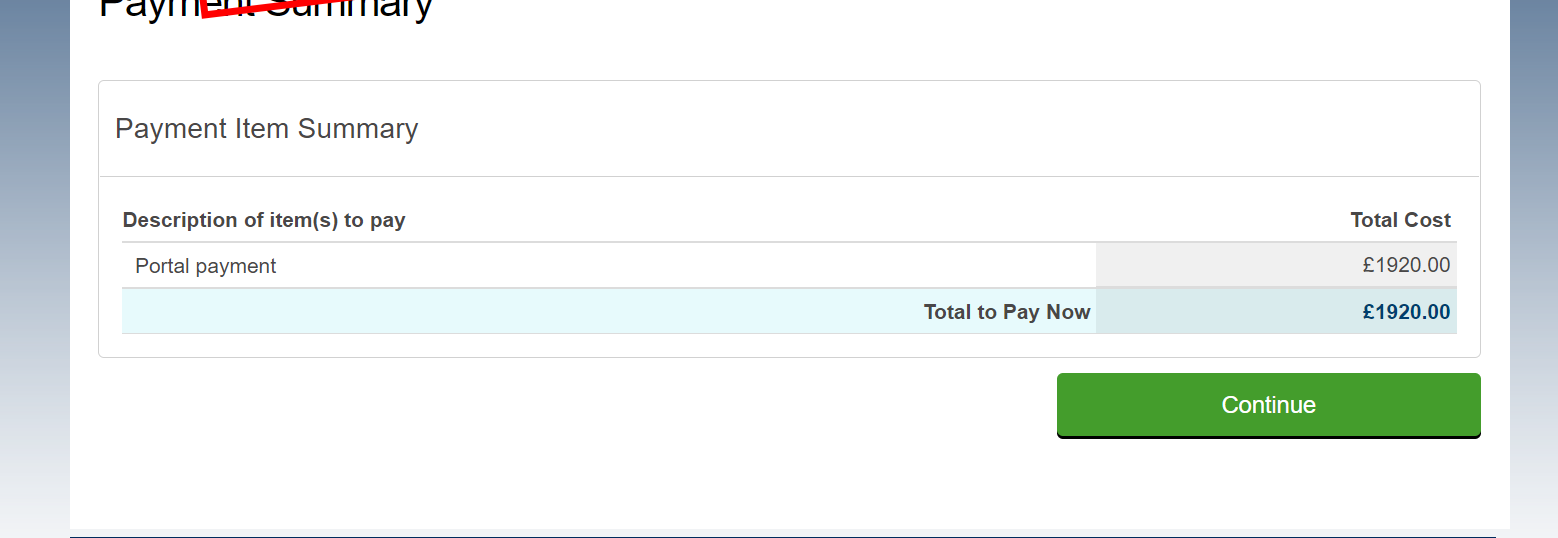 Payment Summary
Payment Item Summary
Description of item(s) to pay Total Cost
Portal payment £1920.00
Total to Pay Now £1920.00
Continue